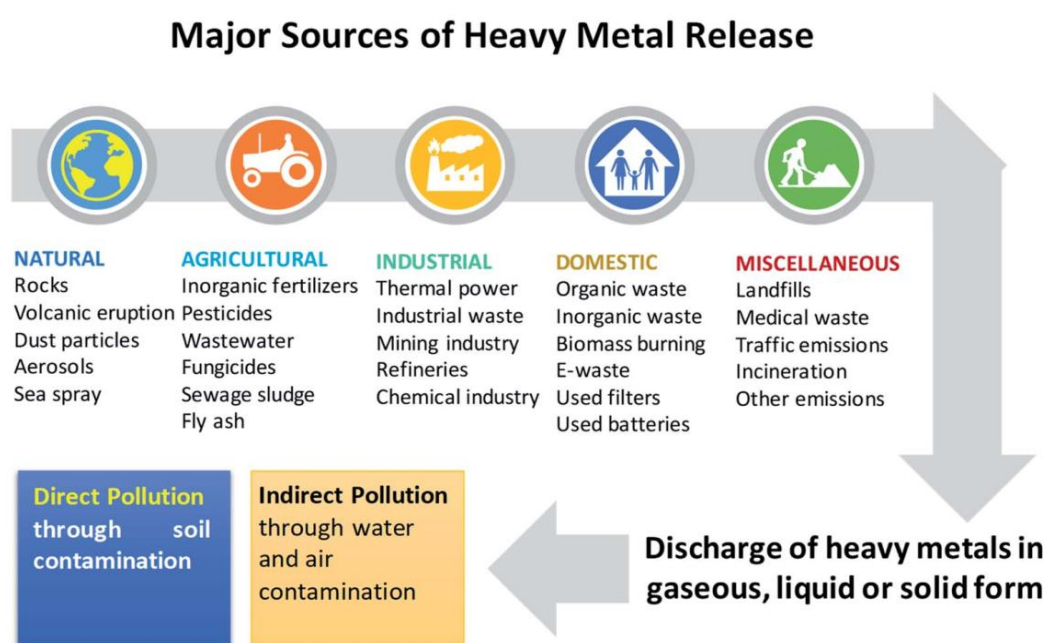 Major Sources of Heavy Metal Release
NATURAL
Rocks
Volcanic eruption
Dust particles
Aerosols
Sea spray
AGRICULTURAL
Inorganic fertilizers
Pesticides
Wastewater
Fungicides
Sewage sludge
Fly ash
INDUSTRIAL
Thermal power
Industrial waste
Mining industry
Refineries
Chemical industry
DOMESTIC
Organic waste
Inorganic waste
Biomass burning
E-waste
Used filters
Used batteries
MISCELLANEOUS
Landfills
Medical waste
Traffic emissions
Incineration
Other emissions
Discharge of heavy metals in
gaseous, liquid or solid form
Direct Pollution
through soil
contamination
Indirect Pollution
through water
and air
contamination